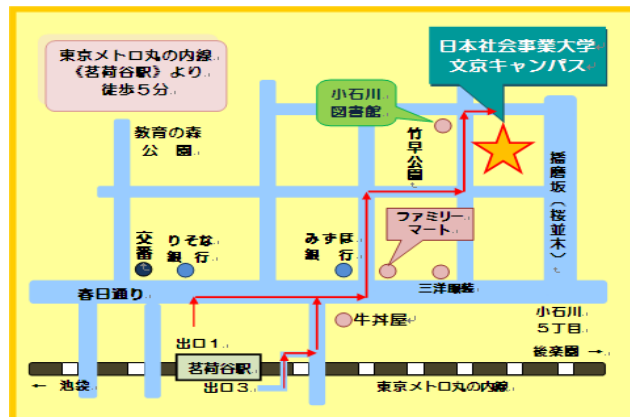 東京メトロ丸の内線
《茗荷谷駅》より
徒歩５分
日本社会事業大学
文京キャンパス
小石川
図書館
教育の森
公　園
竹早公園
播磨坂（桜並木）
ファミリー
マート
交番
りそな
銀　行
みずほ
銀　行
春日通り
三洋服装
小石川
５丁目
牛丼屋
出口１
後楽園 →
茗荷谷駅
← 池袋
出口３
東京メトロ丸の内線